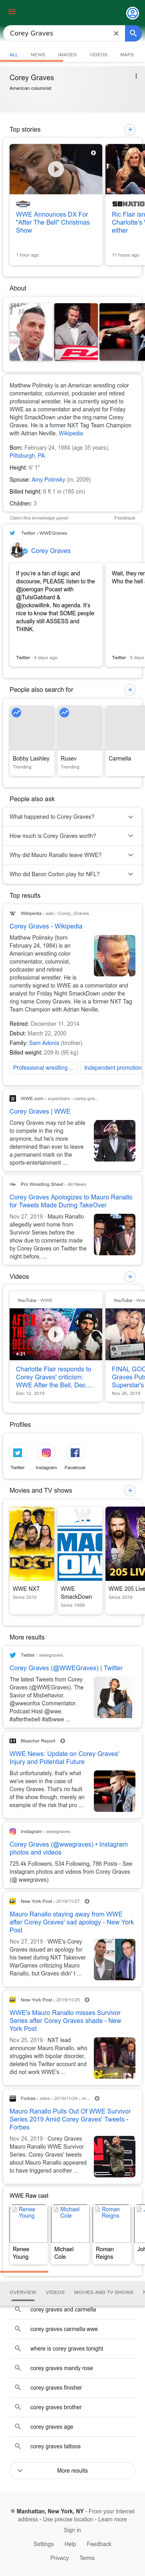 Corey Graves
ALL NEWS IMAGES VIDEOS MAPS
Corey Graves
American columnist
Top stories
SBNATION
WWE Announces DX For
"After The Bell" Christmas
Show
1 hour ago
Ric Flair isn
Charlotte's
either
11 hours ago
About
Matthew Polinsky is an American wrestling color
commentator, columnist, podcaster and retired
professional wrestler. He is currently signed to
WWE as a commentator and analyst for Friday
Night SmackDown under the ring name Corey
Graves. He is a former NXT Tag Team Champion
with Adrian Neville. Wikipedia
Born: February 24, 1984 (age 35 years),
Pittsburgh, PA
Height: 6′ 1″
Spouse: Amy Polinsky (m. 2009)
Billed height: 6 ft 1 in (185 cm)
Children: 3
Claim this knowledge panel Feedback
Twitter › WWEGraves
Corey Graves
If you're a fan of logic and
discourse, PLEASE listen to the
@joerogan Pocast with
@TulsiGabbard &
@jockowillink. No agenda. It's
nice to know that SOME people
actually still ASSESS and
THINK.
Twitter · 4 days ago
Wait, they ren
Who the hell
Twitter · 5 days
People also search for
Bobby Lashley
Trending
Rusev
Trending
Carmella
People also ask
What happened to Corey Graves?
How much is Corey Graves worth?
Why did Mauro Ranallo leave WWE?
Who did Baron Corbin play for NFL?
Top results
Wikipedia › wiki › Corey_Graves
Corey Graves - Wikipedia
Matthew Polinsky (born
February 24, 1984) is an
American wrestling color
commentator, columnist,
podcaster and retired
professional wrestler. He is
currently signed to WWE as a commentator and
analyst for Friday Night SmackDown under the
ring name Corey Graves. He is a former NXT Tag
Team Champion with Adrian Neville.
Retired: December 11, 2014
Debut: March 22, 2000
Family: Sam Adonis (brother)
Billed weight: 209 lb (95 kg)
Professional wrestling ... Independent promotion
WWE.com › superstars › corey-gra...
Corey Graves | WWE
Corey Graves may not be able
to compete in the ring
anymore, but he's more
determined than ever to leave
a permanent mark on the
sports-entertainment ...
Pro Wrestling Sheet › All News
Corey Graves Apologizes to Mauro Ranallo
for Tweets Made During TakeOver
Nov 27, 2019 · Mauro Ranallo
allegedly went home from
Survivor Series before the
show due to comments made
by Corey Graves on Twitter the
night before. ...
Videos
YouTube · WWE
AFTER THE BELL
4:21
Charlotte Flair responds to
Corey Graves' criticism:
WWE After the Bell, Dec....
Dec 12, 2019
FINAL GOO
Graves Put
Superstar's
Nov 26, 2019
Profiles
Twitter Instagram Facebook
Movies and TV shows
NXT
205 LIV
WWE NXT
Since 2010
WWE
SmackDown
Since 1999
WWE 205 Live
Since 2016
More results
Twitter › wwegraves
Corey Graves (@WWEGraves) | Twitter
The latest Tweets from Corey
Graves (@WWEGraves). The
Savior of Misbehavior.
@wweonfox Commentator.
Podcast Host @wwe.
#afterthebell #atbwwe ...
Bleacher Report
WWE News: Update on Corey Graves'
Injury and Potential Future
But unfortunately, that's what
we've seen in the case of
Corey Graves. That's no fault
of the own though, merely an
example of the risk that pro ...
Instagram › wwegraves
Corey Graves (@wwegraves) • Instagram
photos and videos
725.4k Followers, 534 Following, 786 Posts - See
Instagram photos and videos from Corey Graves
(@ wwegraves)
New York Post › 2019/11/27
Mauro Ranallo staying away from WWE
after Corey Graves' sad apology - New York
Post
Nov 27, 2019 · WWE's Corey
Graves issued an apology for
his tweet during NXT Takeover
WarGames criticizing Mauro
Ranallo, but Graves didn' t ...
New York Post › 2019/11/25
WWE's Mauro Ranallo misses Survivor
Series after Corey Graves shade - New
York Post
Nov 25, 2019 · NXT lead
announcer Mauro Ranallo, who
struggles with bipolar disorder,
deleted his Twitter account and
did not work WWE's ...
Forbes › sites › 2019/11/24 › m...
Mauro Ranallo Pulls Out Of WWE Survivor
Series 2019 Amid Corey Graves' Tweets -
Forbes
Nov 24, 2019 · Corey Graves
Mauro Ranallo WWE Survivor
Series. Corey Graves' tweets
about Mauro Ranallo appeared
to have triggered another ...
WWE Raw cast
Renee
Young
Michael
Cole
Roman
Reigns
Renee
Young
Michael
Cole
Roman
Reigns
OVERVIEW VIDEOS MOVIES AND TV SHOWS
corey graves and carmella
corey graves carmella wwe
where is corey graves tonight
corey graves mandy rose
corey graves finisher
corey graves brother
corey graves age
corey graves tattoos
More results
Manhattan, New York, NY - From your Internet
address - Use precise location - Learn more
Sign in
Settings Help Feedback
Privacy Terms